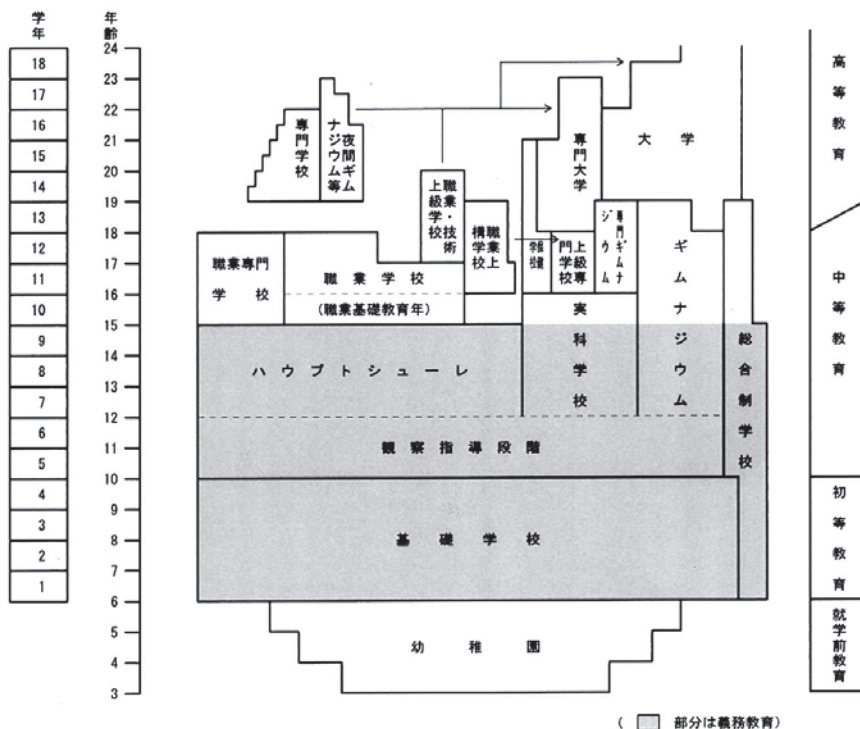 学年
年齢
24
18
23
17
22
16
21
15
20
14
19
13
18
12
17
11
16
10
15
9
14
8
13
7
12
6
11
5
10
4
9
3
8
2
7
1
6
5
4
3
専門学校
夜間ギムナジウム等
職業・技術上級学校
職業上構学校
専門大学
大学
上級専門学校
専門ギムナジウム
ギムナジウム
職業専門学校
職業学校
(職業基礎教育年)
実科学校
総合制学校
ハウプトシューレ
観察指導段階
基礎学校
幼稚園
高等教育
中等教育
初等教育
就学前教育
( 部分は義務教育)